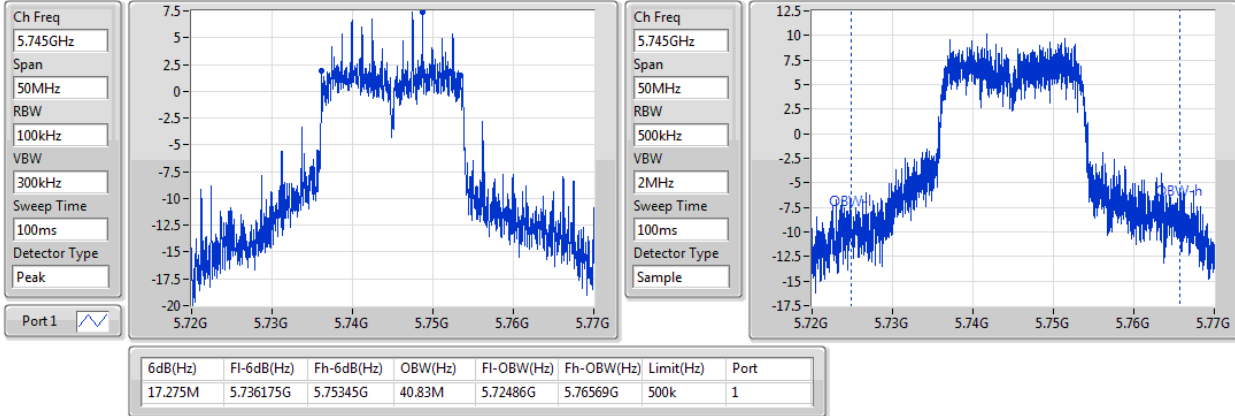 Ch Freq
5.745GHz
Span
50MHz
RBW
100kHz
VBW
300kHz
Sweep Time
100ms
Detector Type
Peak
Port 1
7.5
5
2.5
0
-2.5
-5
-7.5
-10
-12.5
-15
-17.5
-20
5.72G 5.73G 5.74G 5.75G 5.76G 5.77G
Ch Freq
5.745GHz
Span
50MHz
RBW
500kHz
VBW
2MHz
Sweep Time
100ms
Detector Type
Sample
10
7.5
5
2.5
0
-2.5
-5
-7.5
-10
-12.5
-15
-17.5
OBW-l OBW-h
5.72G 5.73G 5.74G 5.75G 5.76G 5.77G
6dB(Hz) Fl-6dB(Hz) Fh-6dB(Hz) OBW(Hz) Fl-OBW(Hz) Fh-OBW(Hz) Limit(Hz) Port
17.275M 5.736175G 5.75345G 40.83M 5.72486G 5.76569G 500k 1